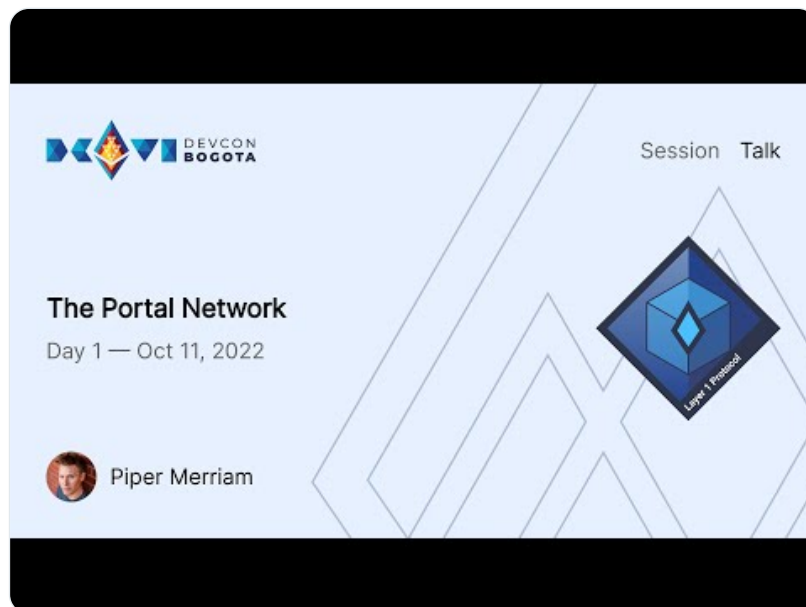 DEVCON
BOGOTA
Session Talk
The Portal Network
Day 1 — Oct 11, 2022
Layer 1 Protocol
Piper Merriam